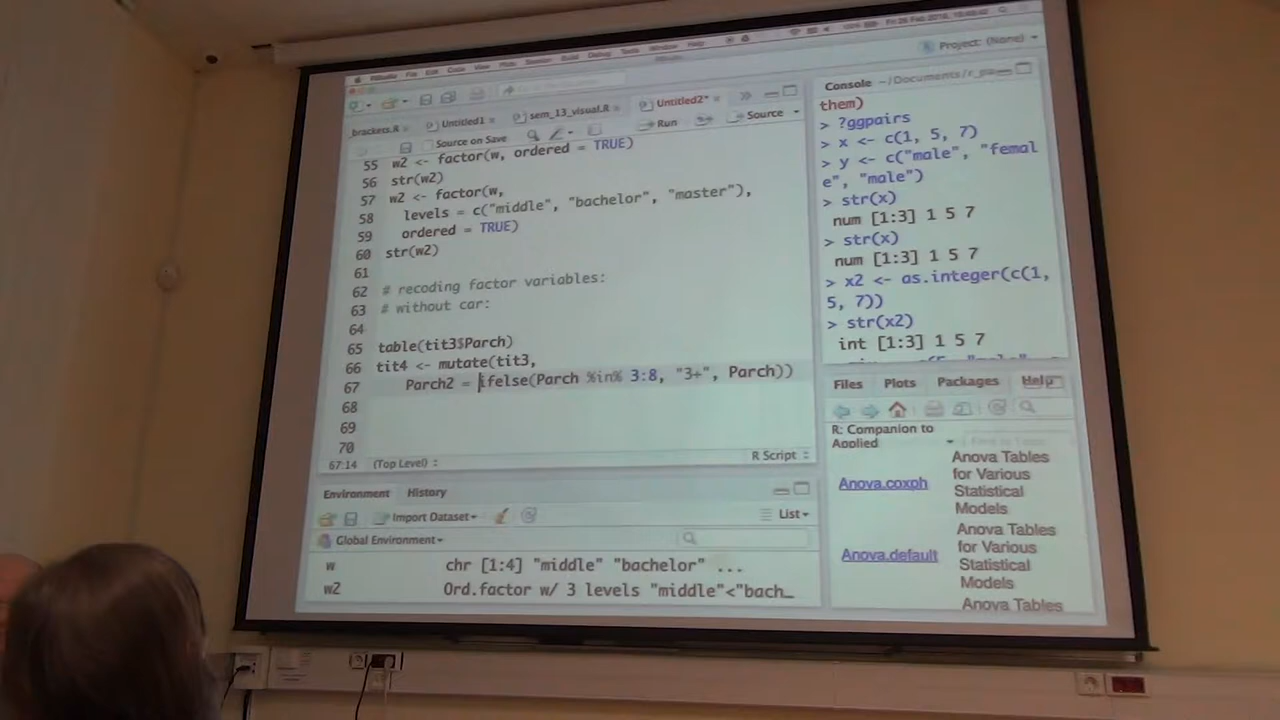 Project: (None)
_brackets.R
Untitled1
sem_13_visual.R
Untitled2*
Source on Save
Run
Source
55 w2 <- factor(w, ordered = TRUE)
56 str(w2)
57 w2 <- factor(w,
58 levels = c("middle", "bachelor", "master"),
59 ordered = TRUE)
60 str(w2)
61
62 # recoding factor variables:
63 # without car:
64
65 table(tit3$Parch)
66 tit4 <- mutate(tit3,
67 Parch2 = ifelse(Parch %in% 3:8, "3+", Parch))
68
69
70
67:14 (Top Level) R Script
Environment History
Import Dataset List
Global Environment
w chr [1:4] "middle" "bachelor" ...
w2 Ord.factor w/ 3 levels "middle"<"bach…
Console
them)
> ?ggpairs
> x <- c(1, 5, 7)
> y <- c("male", "femal
e", "male")
> str(x)
num [1:3] 1 5 7
> str(x)
num [1:3] 1 5 7
> x2 <- as.integer(c(1,
5, 7))
> str(x2)
int [1:3] 1 5 7
Files Plots Packages Help
R: Companion to
Applied
Anova Tables
for Various
Statistical
Models
Anova.coxph
Anova Tables
for Various
Statistical
Models
Anova.default
Anova Tables